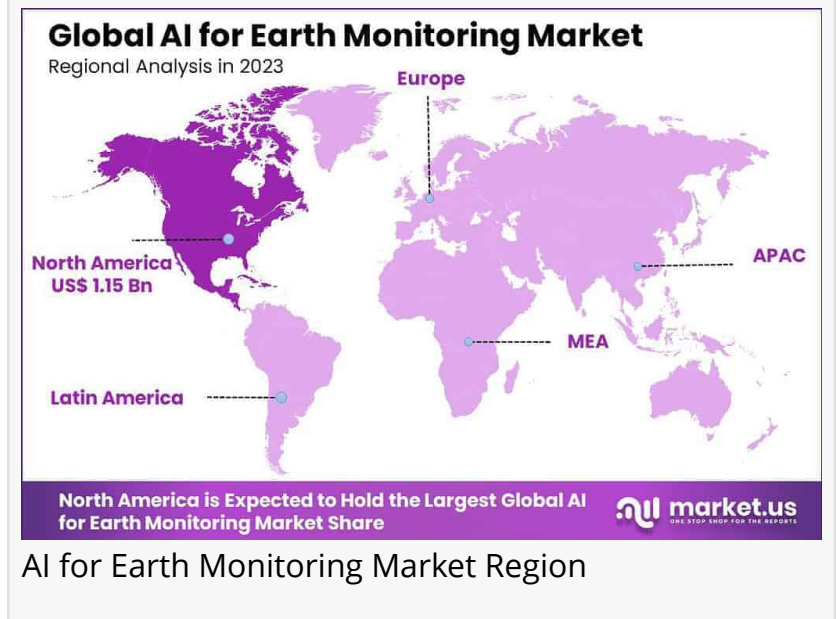 Global AI for Earth Monitoring Market
Regional Analysis in 2023
Europe
North America
US$ 1.15 Bn
APAC
MEA
Latin America
North America is Expected to Hold the Largest Global AI
for Earth Monitoring Market Share
market.us
ONE STOP SHOP FOR THE REPORTS
AI for Earth Monitoring Market Region